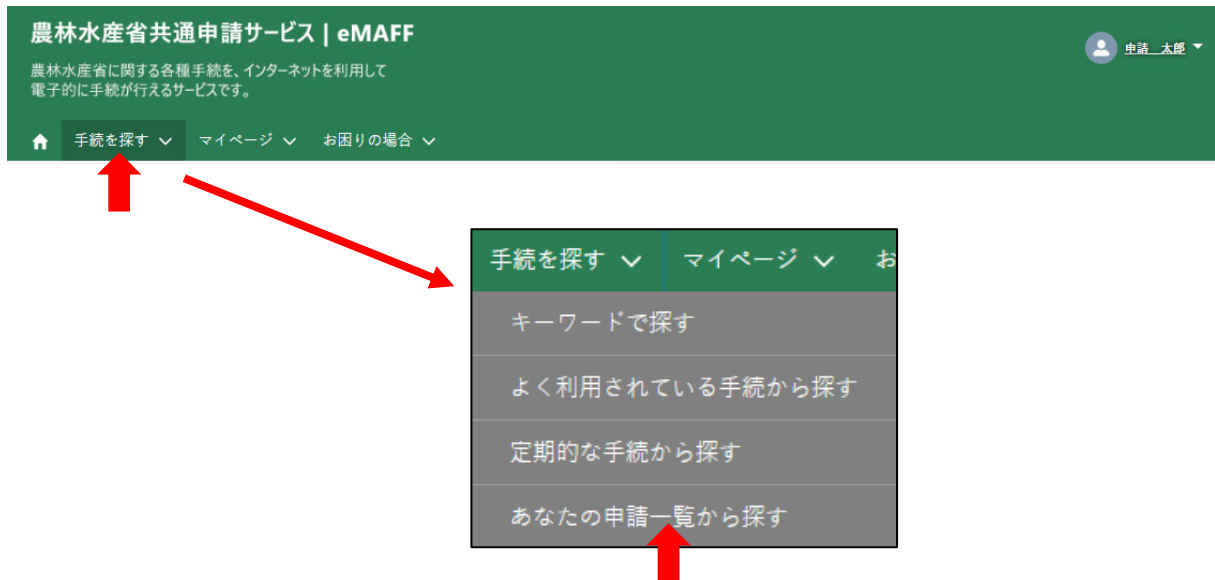 農林水産省共通申請サービス | eMAFF
農林水産省に関する各種手続を、インターネットを利用して
電子的に手続が行えるサービスです。
申請　太郎
手続を探す マイページ お困りの場合
手続を探す マイページ お
キーワードで探す
よく利用されている手続から探す
定期的な手続から探す
あなたの申請一覧から探す